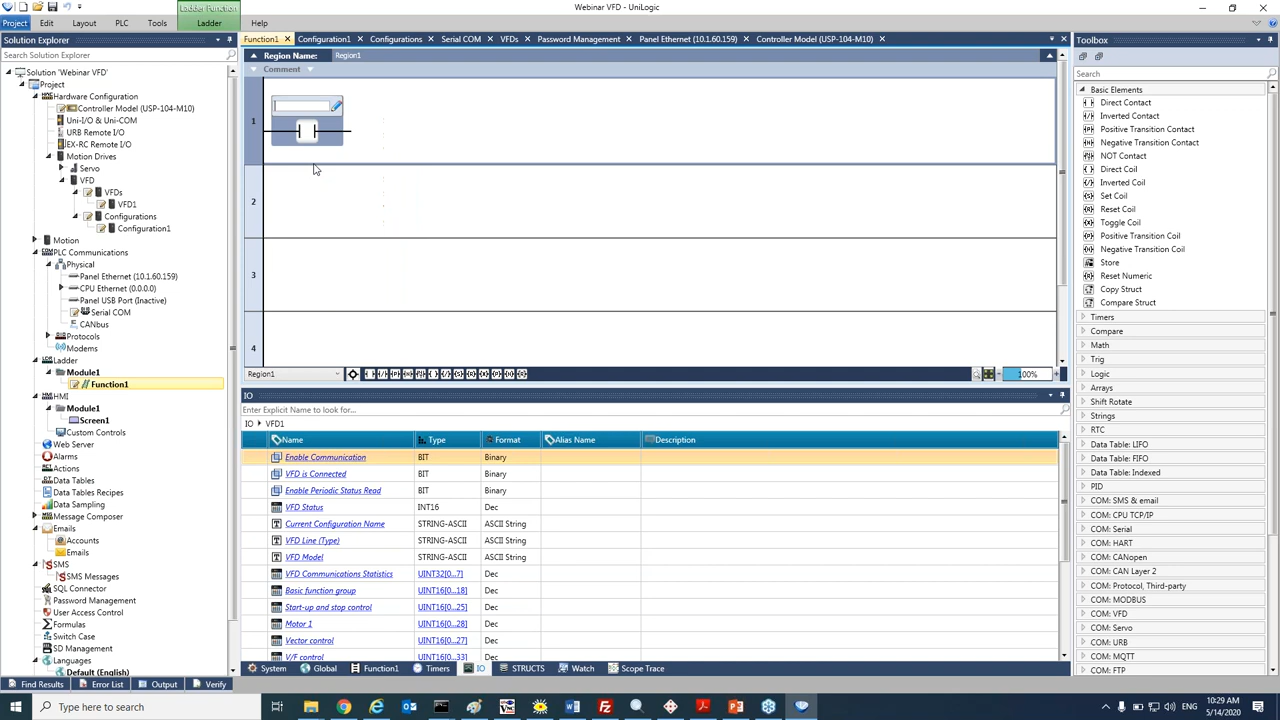 Webinar VFD - UniLogic
Ladder Function
Project Edit Layout PLC Tools Ladder Help
Solution Explorer
Search Solution Explorer
Solution 'Webinar VFD'
Project
Hardware Configuration
Controller Model (USP-104-M10)
Uni-I/O & Uni-COM
URB Remote I/O
EX-RC Remote I/O
Motion Drives
Servo
VFD
VFDs
VFD1
Configurations
Configuration1
Motion
PLC Communications
Physical
Panel Ethernet (10.1.60.159)
CPU Ethernet (0.0.0.0)
Panel USB Port (Inactive)
Serial COM
CANbus
Protocols
Modems
Ladder
Module1
Function1
HMI
Module1
Screen1
Custom Controls
Web Server
Alarms
Actions
Data Tables
Data Tables Recipes
Data Sampling
Message Composer
Emails
Accounts
Emails
SMS
SMS Messages
SQL Connector
Password Management
User Access Control
Formulas
Switch Case
SD Management
Languages
Default (English)
Find Results Error List Output Verify
Function1 Configuration1 Configurations Serial COM VFDs Password Management Panel Ethernet (10.1.60.159) Controller Model (USP-104-M10)
Region Name: Region1
Comment
1
2
3
4
Region1 100%
IO
Enter Explicit Name to look for...
IO VFD1
Name Type Format Alias Name Description
Enable Communication BIT Binary
VFD is Connected BIT Binary
Enable Periodic Status Read BIT Binary
VFD Status INT16 Dec
Current Configuration Name STRING-ASCII ASCII String
VFD Line (Type) STRING-ASCII ASCII String
VFD Model STRING-ASCII ASCII String
VFD Communications Statistics UINT32[0...7] Dec
Basic function group UINT16[0...18] Dec
Start-up and stop control UINT16[0...25] Dec
Motor 1 UINT16[0...28] Dec
Vector control UINT16[0...27] Dec
V/F control UINT16[0...33] Dec
System Global Function1 Timers IO STRUCTS Watch Scope Trace
Toolbox
Search
Basic Elements
Direct Contact
Inverted Contact
Positive Transition Contact
Negative Transition Contact
NOT Contact
Direct Coil
Inverted Coil
Set Coil
Reset Coil
Toggle Coil
Positive Transition Coil
Negative Transition Coil
Store
Reset Numeric
Copy Struct
Compare Struct
Timers
Compare
Math
Trig
Logic
Arrays
Shift Rotate
Strings
RTC
Data Table: LIFO
Data Table: FIFO
Data Table: Indexed
PID
COM: SMS & email
COM: CPU TCP/IP
COM: Serial
COM: HART
COM: CANopen
COM: CAN Layer 2
COM: Protocol, Third-party
COM: MODBUS
COM: VFD
COM: Servo
COM: URB
COM: MQTT
COM: FTP
Type here to search
10:29 AM
5/14/2020